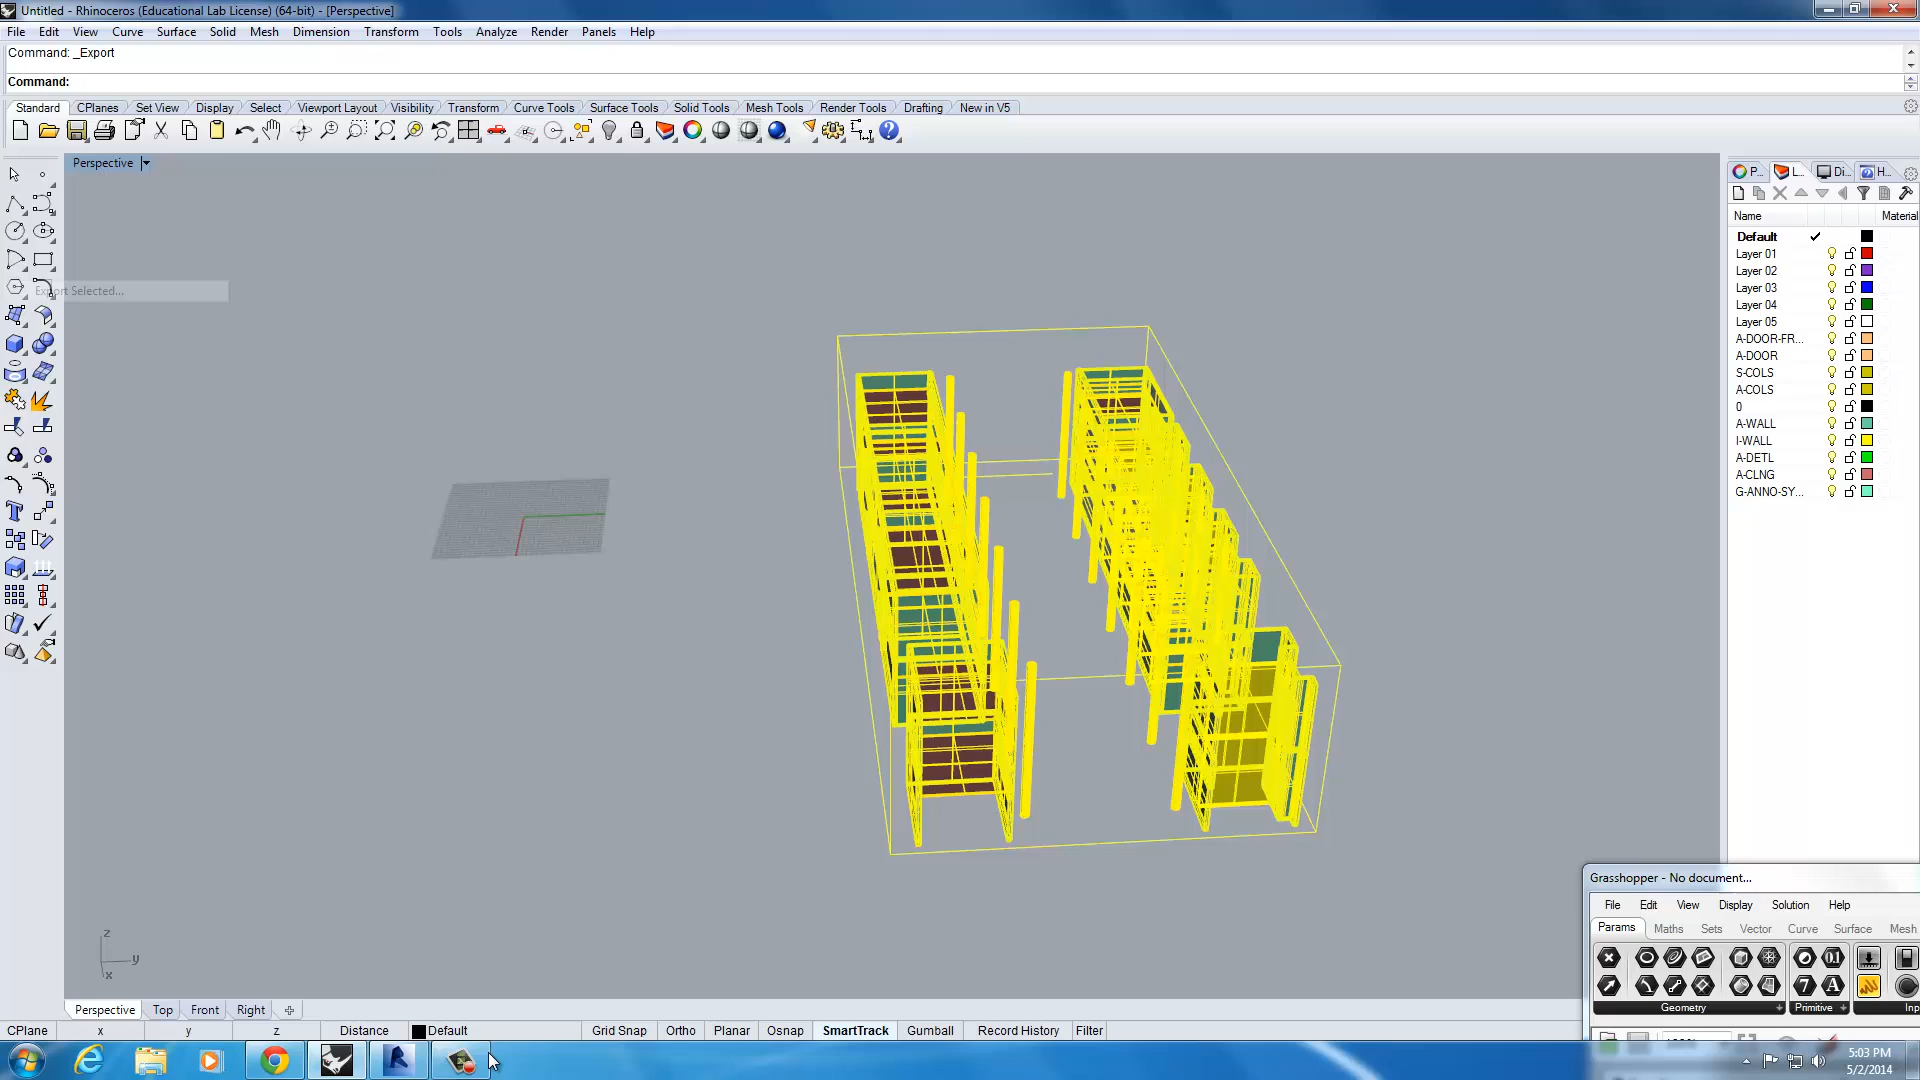 Untitled - Rhinoceros (Educational Lab License) (64-bit) - [Perspective]
File Edit View Curve Surface Solid Mesh Dimension Transform Tools Analyze Render Panels Help
Command: _Export
Command:
Standard CPlanes Set View Display Select Viewport Layout Visibility Transform Curve Tools Surface Tools Solid Tools Mesh Tools Render Tools Drafting New in V5
Perspective
P... L... Di... H...
Name Material
Default
Layer 01
Layer 02
Layer 03
Layer 04
Layer 05
A-DOOR-FR...
A-DOOR
S-COLS
A-COLS
0
A-WALL
I-WALL
A-DETL
A-CLNG
G-ANNO-SY...
Export Selected...
z
y
x
Grasshopper - No document...
File Edit View Display Solution Help
Params Maths Sets Vector Curve Surface Mesh
Geometry Primitive Inp
Perspective Top Front Right
CPlane x y z Distance Default Grid Snap Ortho Planar Osnap SmartTrack Gumball Record History Filter
5:03 PM
5/2/2014